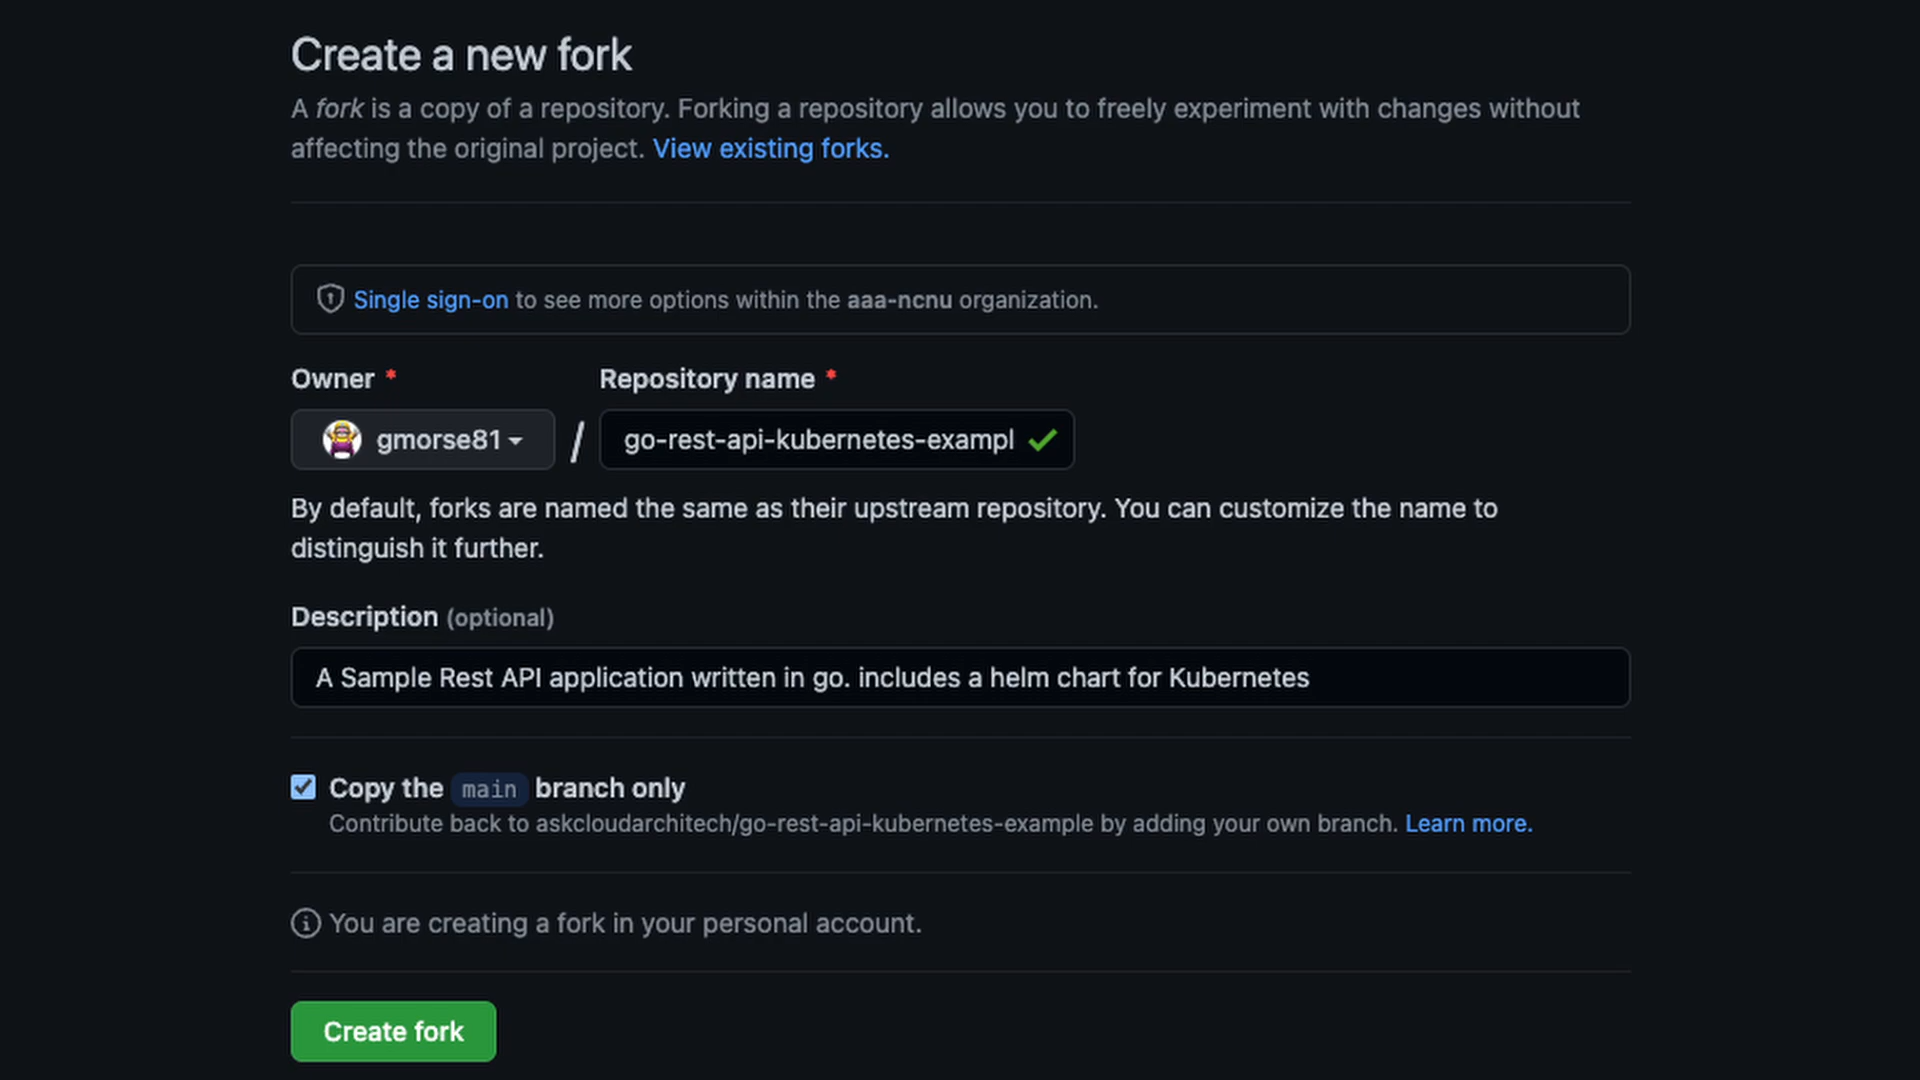 Create a new fork
A fork is a copy of a repository. Forking a repository allows you to freely experiment with changes without
affecting the original project. View existing forks.
Single sign-on to see more options within the aaa-ncnu organization.
Owner * Repository name *
gmorse81 / go-rest-api-kubernetes-exampl
By default, forks are named the same as their upstream repository. You can customize the name to
distinguish it further.
Description (optional)
A Sample Rest API application written in go. includes a helm chart for Kubernetes
Copy the main branch only
Contribute back to askcloudarchitech/go-rest-api-kubernetes-example by adding your own branch. Learn more.
You are creating a fork in your personal account.
Create fork